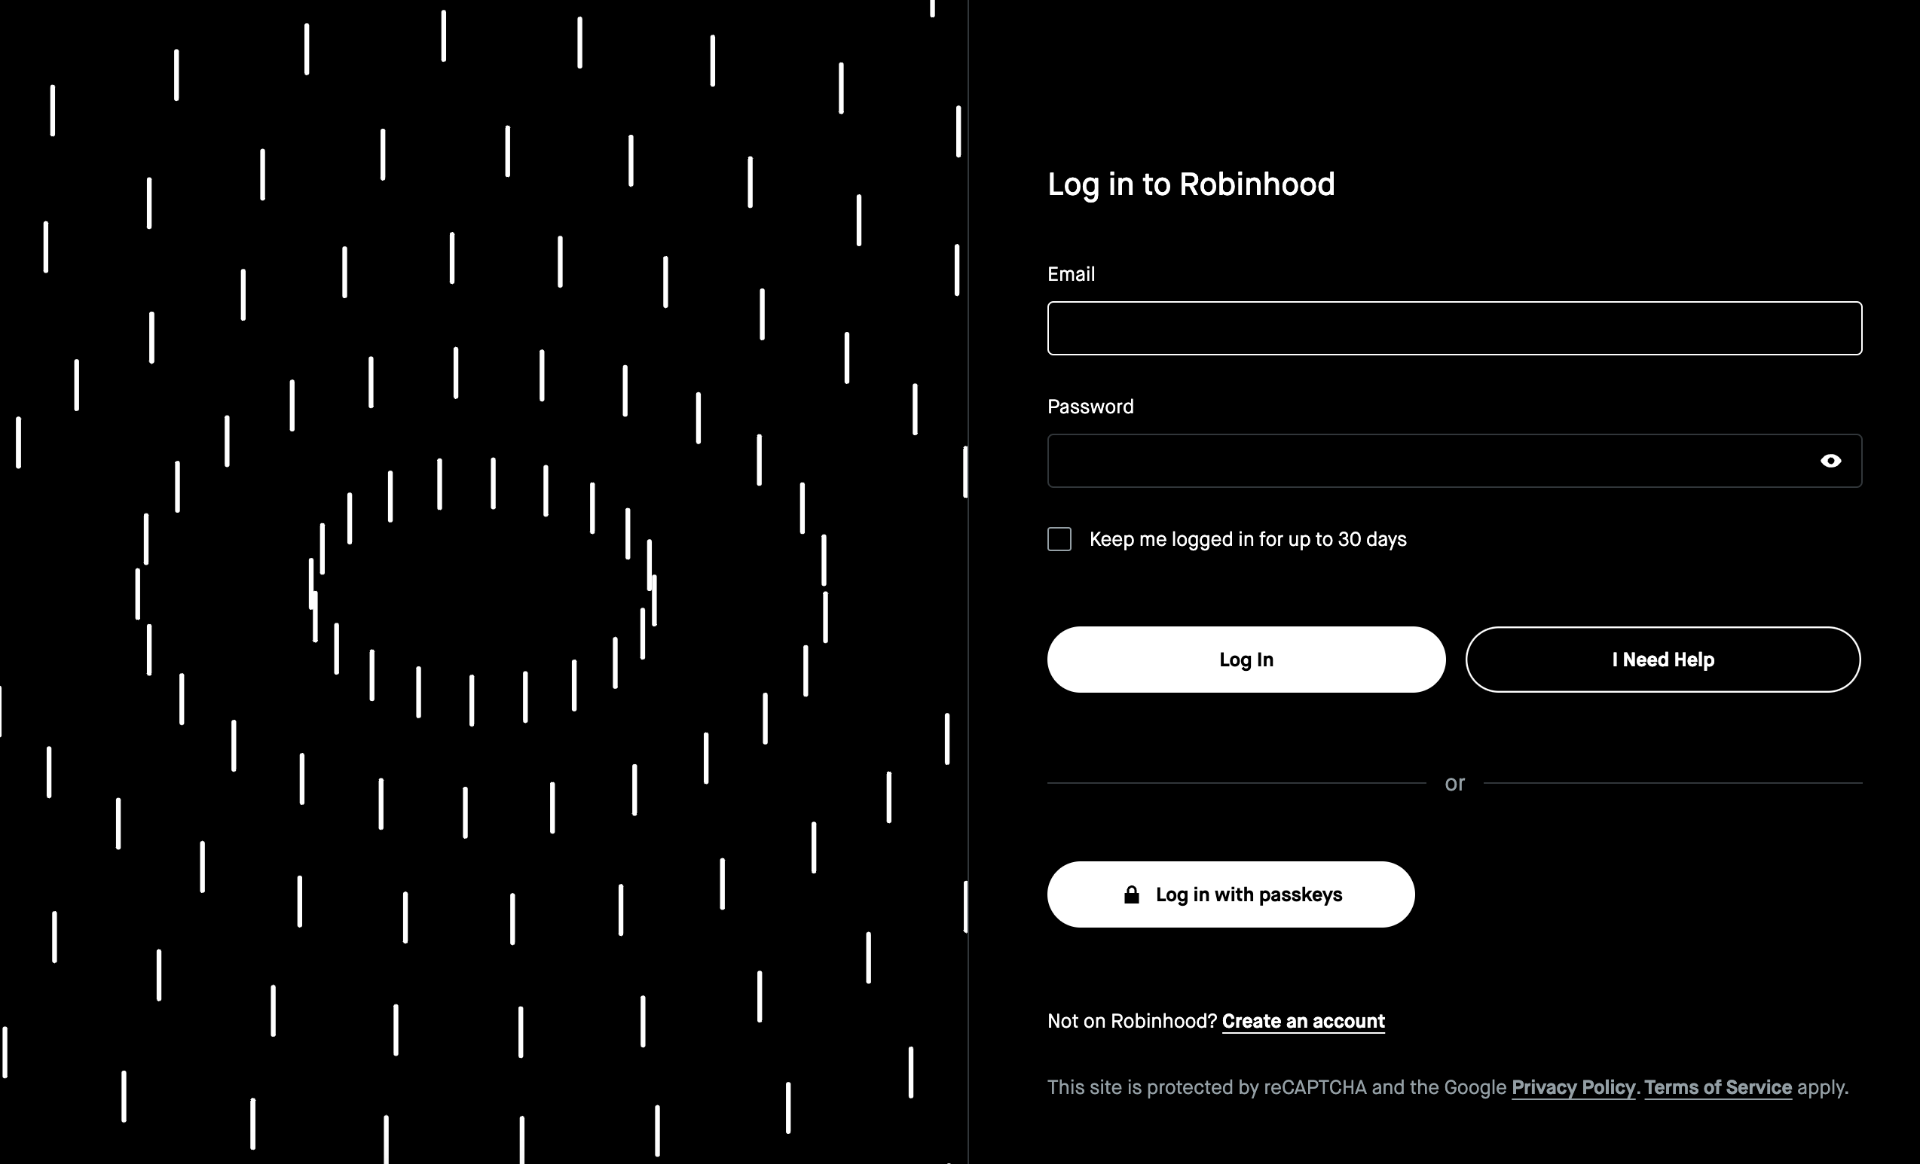 Log in to Robinhood
Email
Password
Keep me logged in for up to 30 days
Log In
I Need Help
or
Log in with passkeys
Not on Robinhood? Create an account
This site is protected by reCAPTCHA and the Google Privacy Policy. Terms of Service apply.